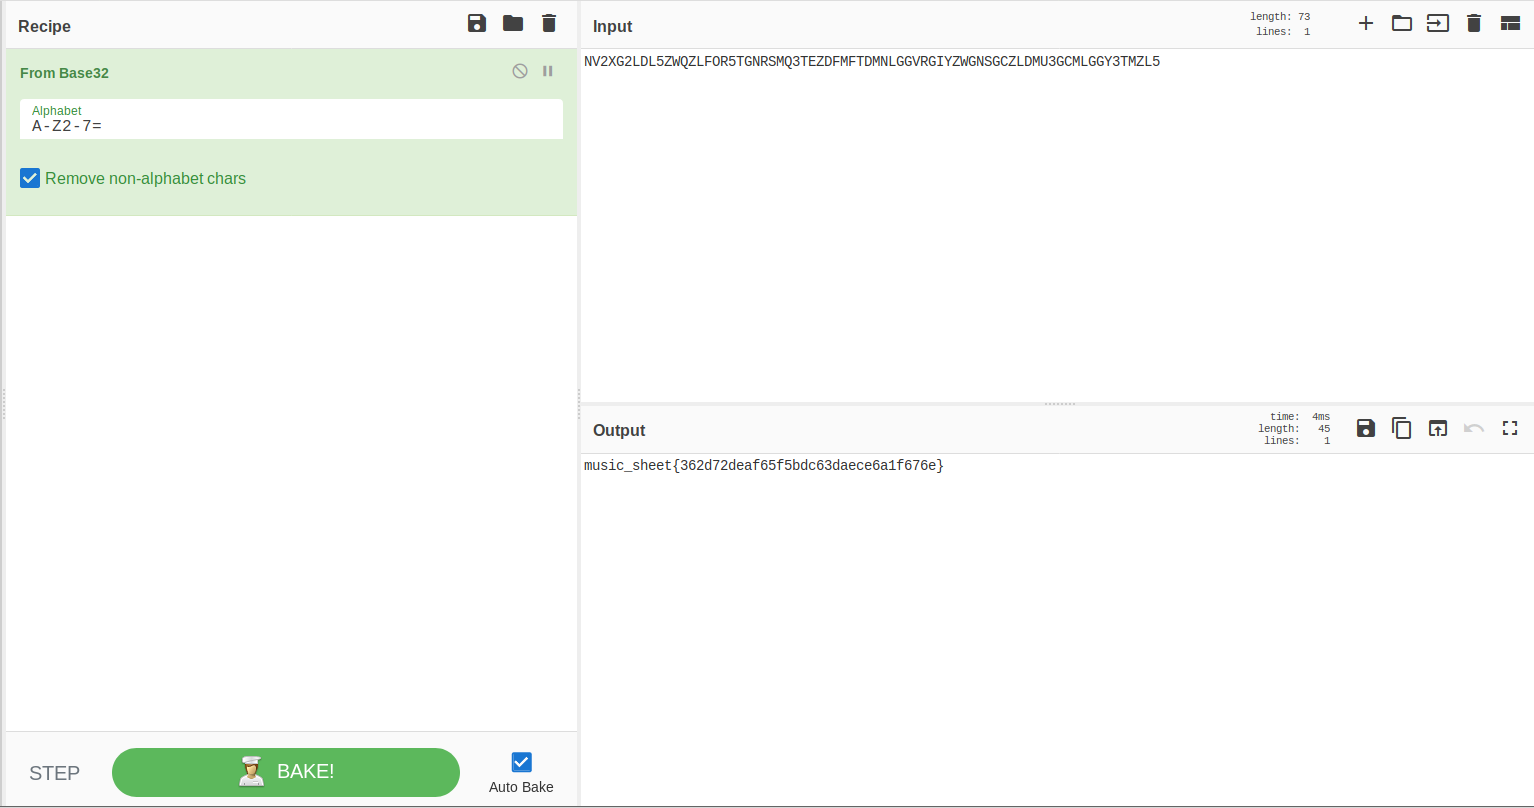 Recipe
From Base32
Alphabet
A-Z2-7=
Remove non-alphabet chars
STEP
BAKE!
Auto Bake
Input
length: 73
lines: 1
NV2XG2LDL5ZWQZLFOR5TGNRSMQ3TEZDFMFTDMNLGGVRGIYZWGNSGCZLDMU3GCMLGGY3TMZL5
Output
time: 4ms
length: 45
lines: 1
music_sheet{362d72deaf65f5bdc63daece6a1f676e}